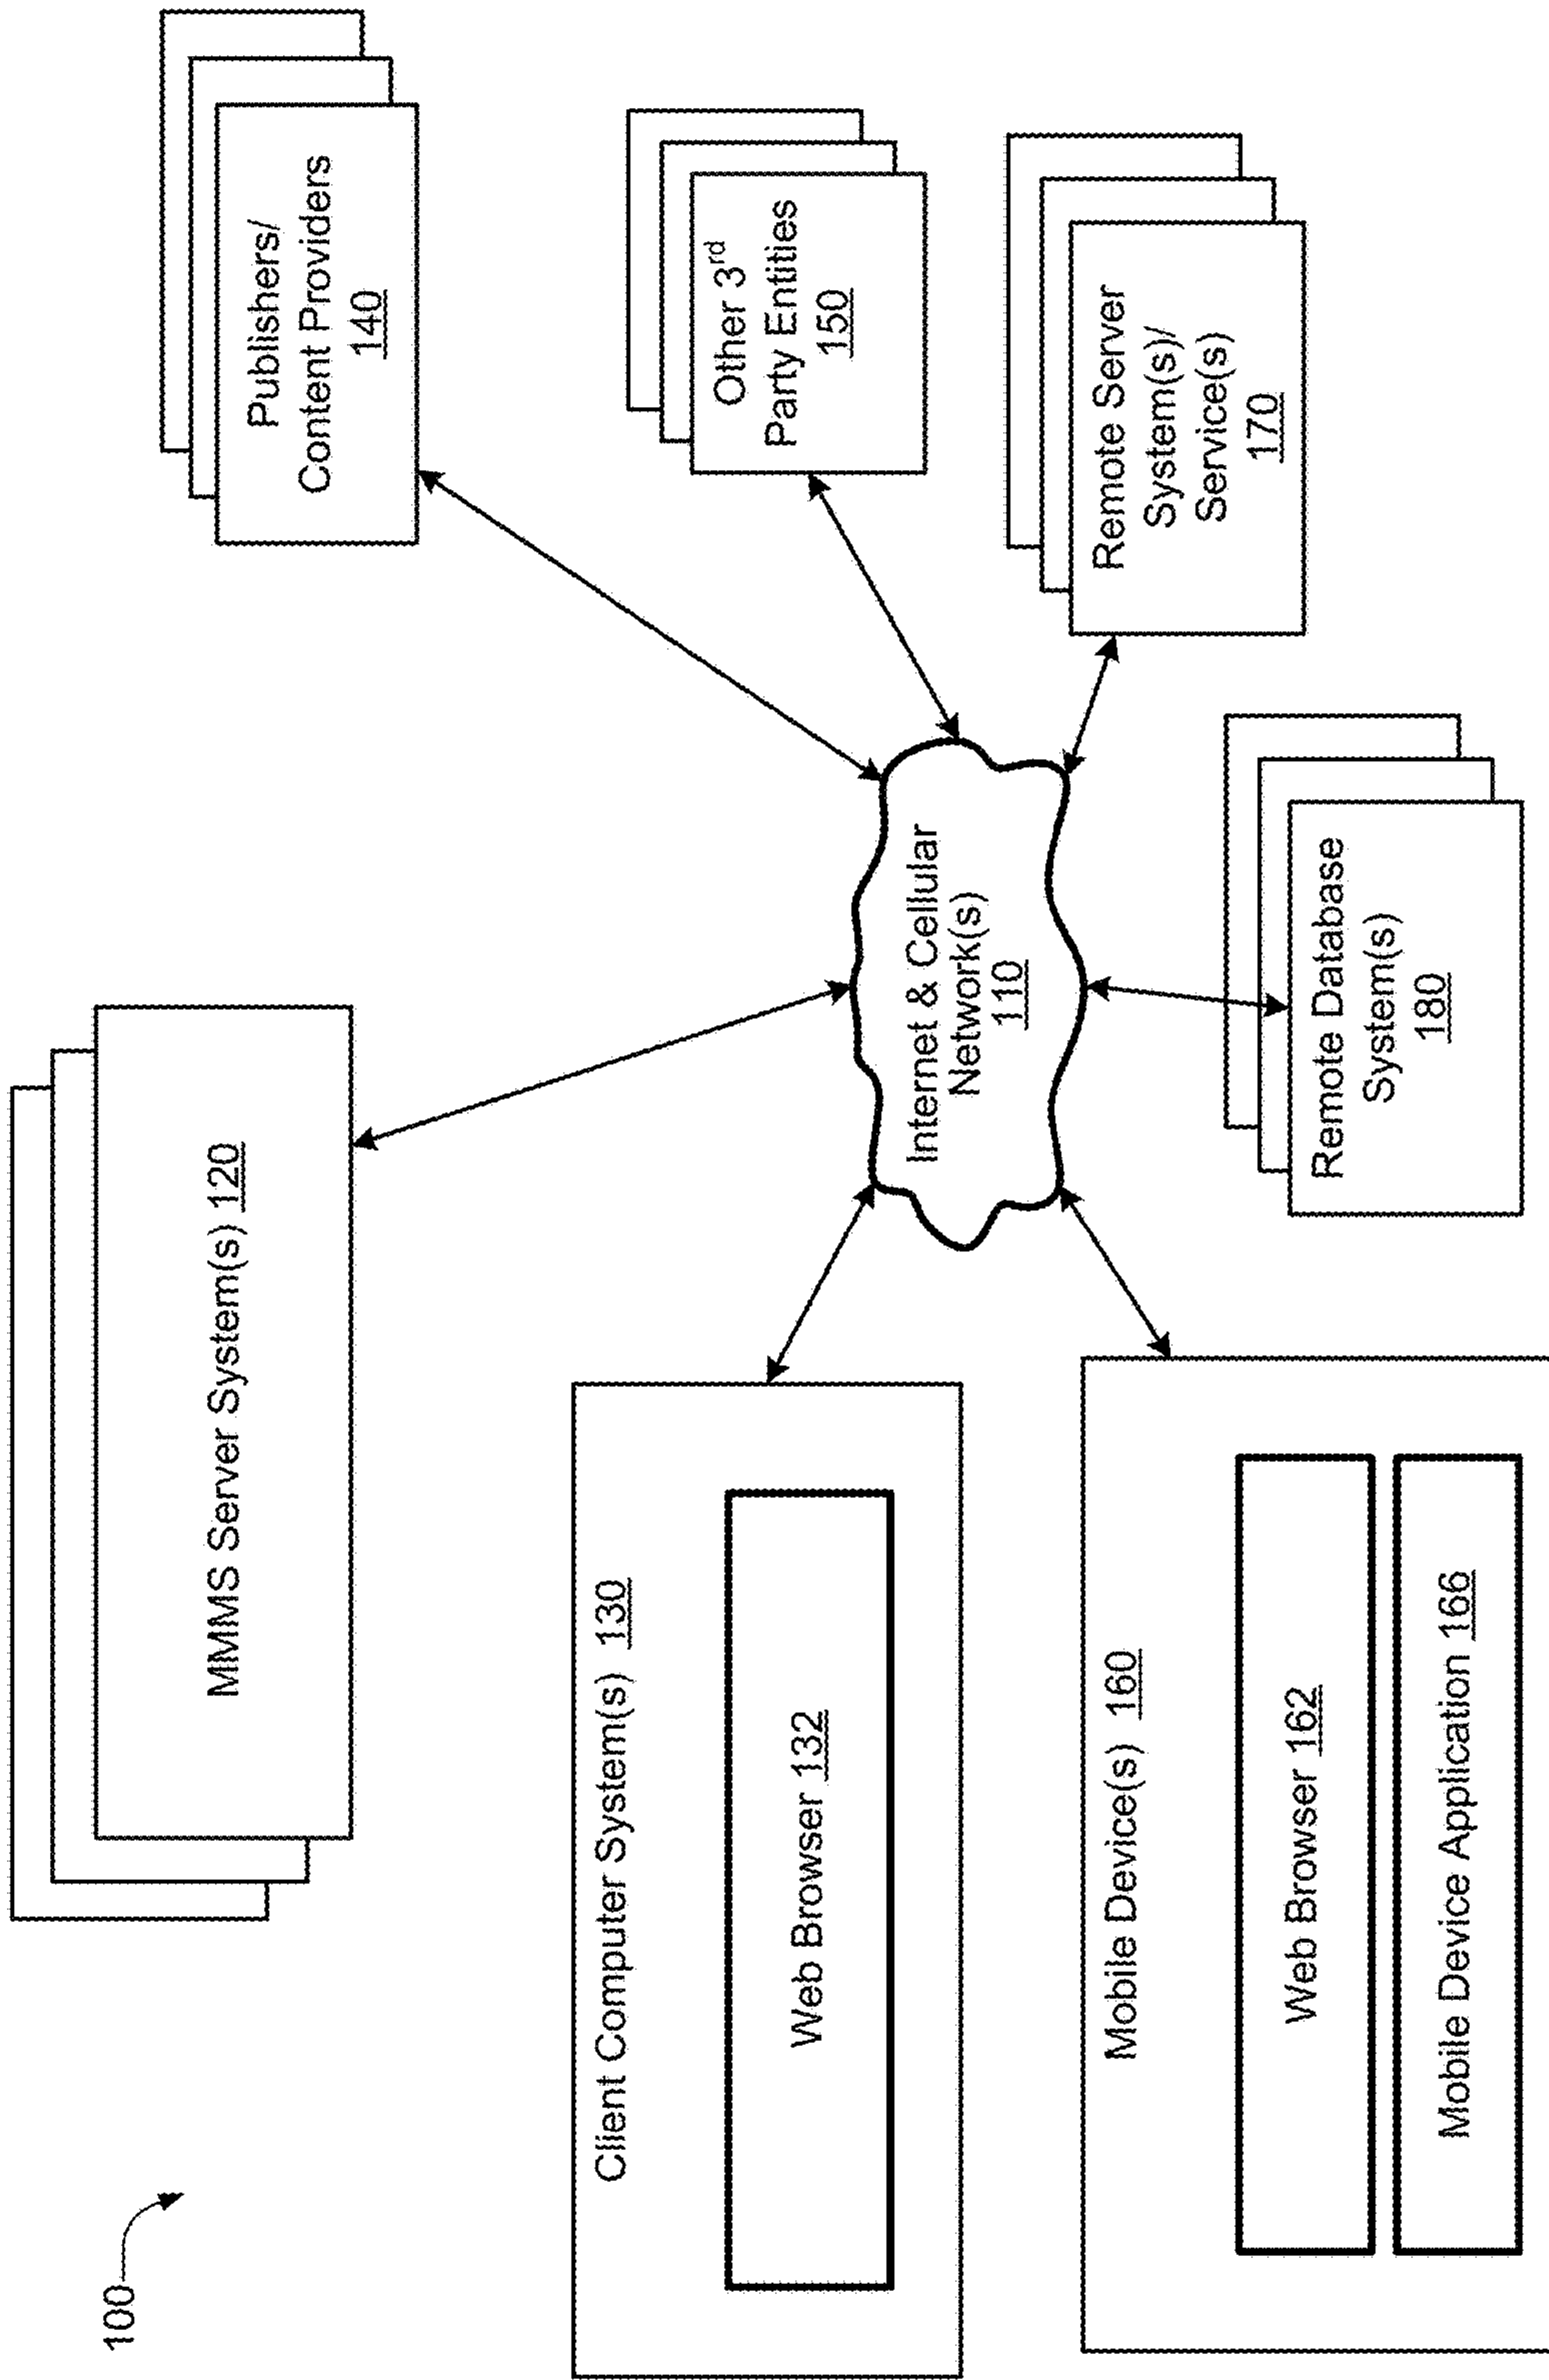 100
MMMS Server System(s) 120
Publishers/
Content Providers
140
Client Computer System(s) 130
Web Browser 132
Other 3rd
Party Entities
150
Internet & Cellular
Network(s)
110
Remote Server
System(s)/
Service(s)
170
Mobile Device(s) 160
Web Browser 162
Mobile Device Application 166
Remote Database
System(s)
180